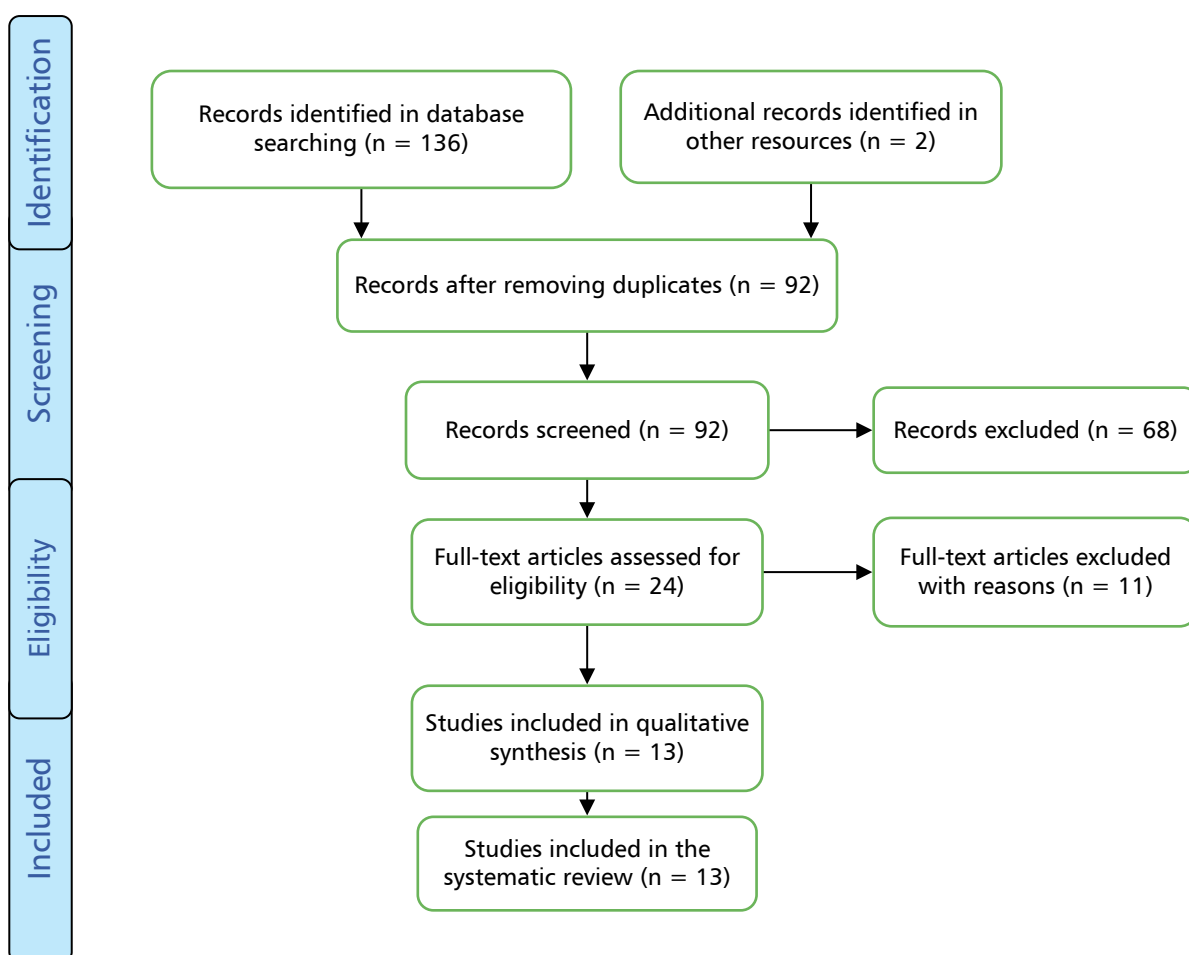 Identification
Records identified in database
searching (n = 136)
Additional records identified in
other resources (n = 2)
Records after removing duplicates (n = 92)
Screening
Records screened (n = 92)
Records excluded (n = 68)
Eligibility
Full-text articles assessed for
eligibility (n = 24)
Full-text articles excluded
with reasons (n = 11)
Included
Studies included in qualitative
synthesis (n = 13)
Studies included in the
systematic review (n = 13)